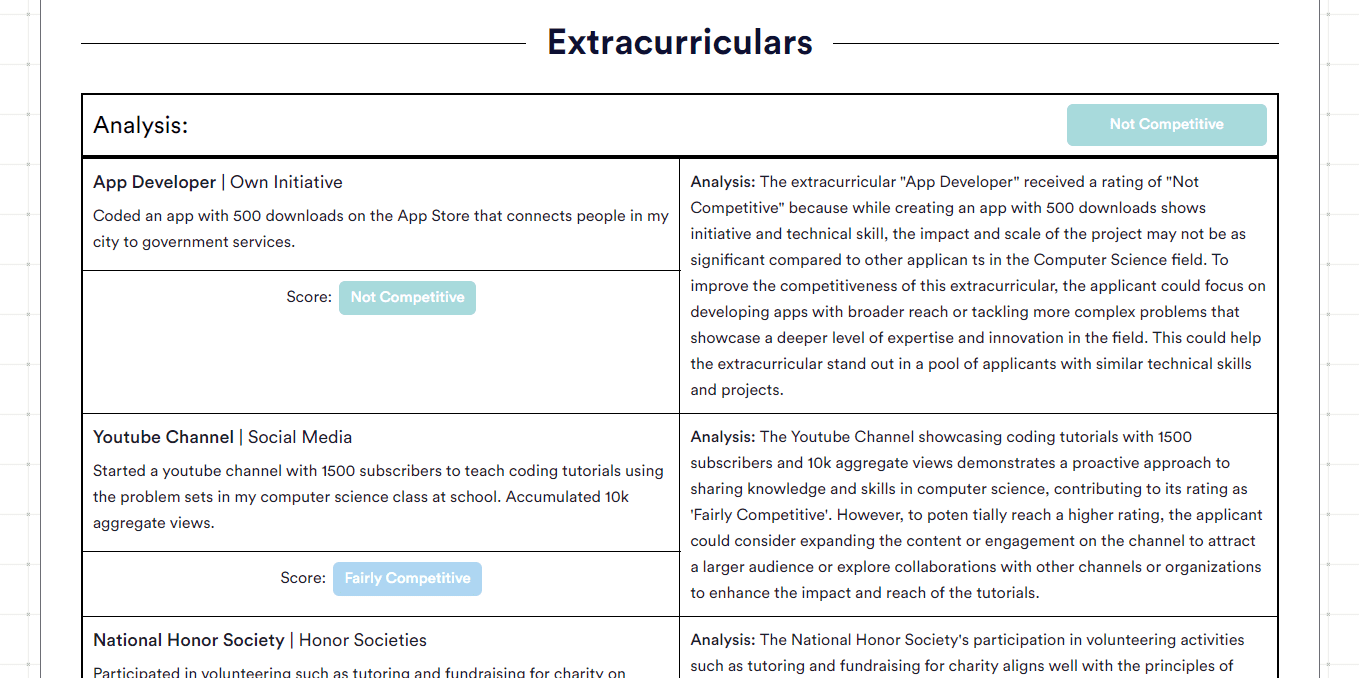 Extracurriculars
Analysis:
Not Competitive
App Developer | Own Initiative
Coded an app with 500 downloads on the App Store that connects people in my
city to government services.
Score: Not Competitive
Analysis: The extracurricular "App Developer" received a rating of "Not
Competitive" because while creating an app with 500 downloads shows
initiative and technical skill, the impact and scale of the project may not be as
significant compared to other applican ts in the Computer Science field. To
improve the competitiveness of this extracurricular, the applicant could focus on
developing apps with broader reach or tackling more complex problems that
showcase a deeper level of expertise and innovation in the field. This could help
the extracurricular stand out in a pool of applicants with similar technical skills
and projects.
Youtube Channel | Social Media
Started a youtube channel with 1500 subscribers to teach coding tutorials using
the problem sets in my computer science class at school. Accumulated 10k
aggregate views.
Score: Fairly Competitive
Analysis: The Youtube Channel showcasing coding tutorials with 1500
subscribers and 10k aggregate views demonstrates a proactive approach to
sharing knowledge and skills in computer science, contributing to its rating as
'Fairly Competitive'. However, to poten tially reach a higher rating, the applicant
could consider expanding the content or engagement on the channel to attract
a larger audience or explore collaborations with other channels or organizations
to enhance the impact and reach of the tutorials.
National Honor Society | Honor Societies
Participated in volunteering such as tutoring and fundraising for charity on
Analysis: The National Honor Society's participation in volunteering activities
such as tutoring and fundraising for charity aligns well with the principles of